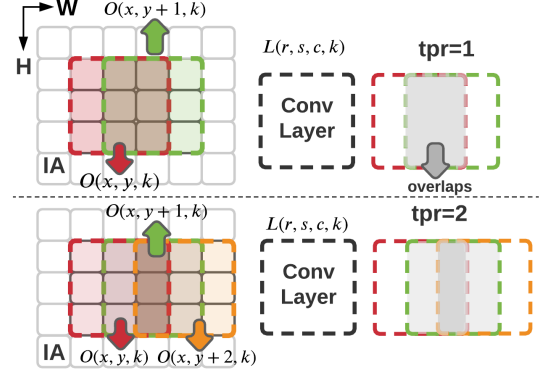 W
O(x, y + 1, k)
H
L(r, s, c, k)
tpr=1
Conv
Layer
IA
O(x, y, k)
overlaps
O(x, y + 1, k)
L(r, s, c, k)
tpr=2
Conv
Layer
IA
O(x, y, k)
O(x, y + 2, k)